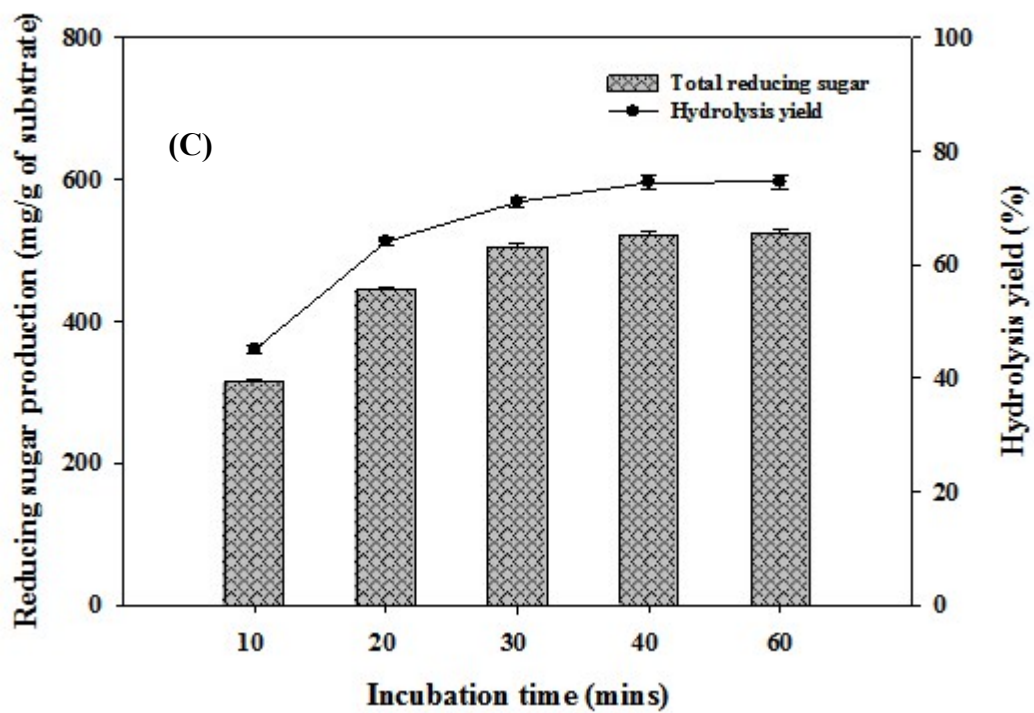 Reducing sugar production (mg/g of substrate)
800
600
400
200
0
(C)
Total reducing sugar
Hydrolysis yield
100
80
60
40
20
0
Hydrolysis yield (%)
10 20 30 40 60
Incubation time (mins)